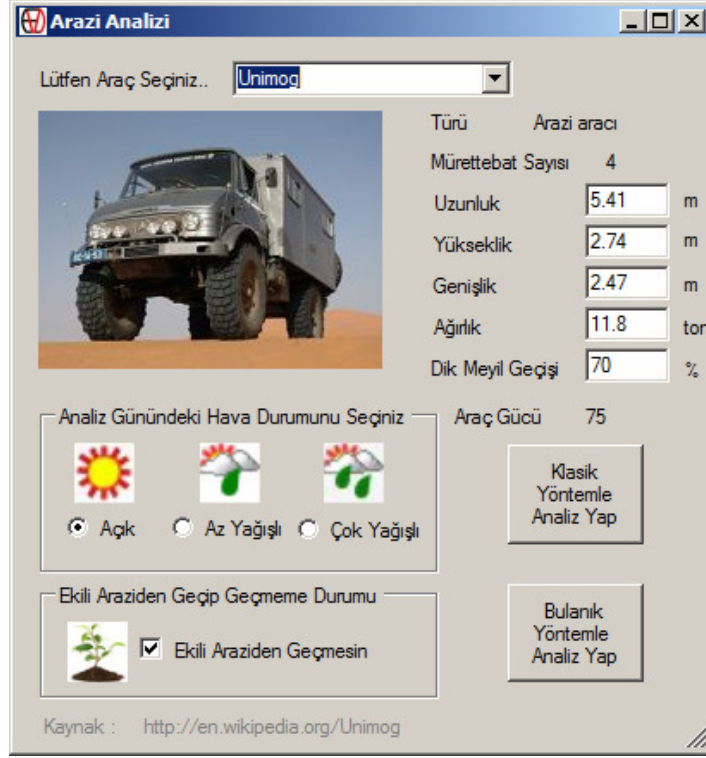 Arazi Analizi
Lütfen Araç Seçiniz.. Unimog
Türü Arazi aracı
Mürettebat Sayısı 4
Uzunluk 5.41 m
Yükseklik 2.74 m
Genişlik 2.47 m
Ağırlık 11.8 ton
Dik Meyil Geçişi 70 %
Analiz Günündeki Hava Durumunu Seçiniz
Araç Gücü 75
Açık Az Yağışlı Çok Yağışlı
Klasik
Yöntemle
Analiz Yap
Ekili Araziden Geçip Geçmeme Durumu
Ekili Araziden Geçmesin
Bulanık
Yöntemle
Analiz Yap
Kaynak : http://en.wikipedia.org/Unimog